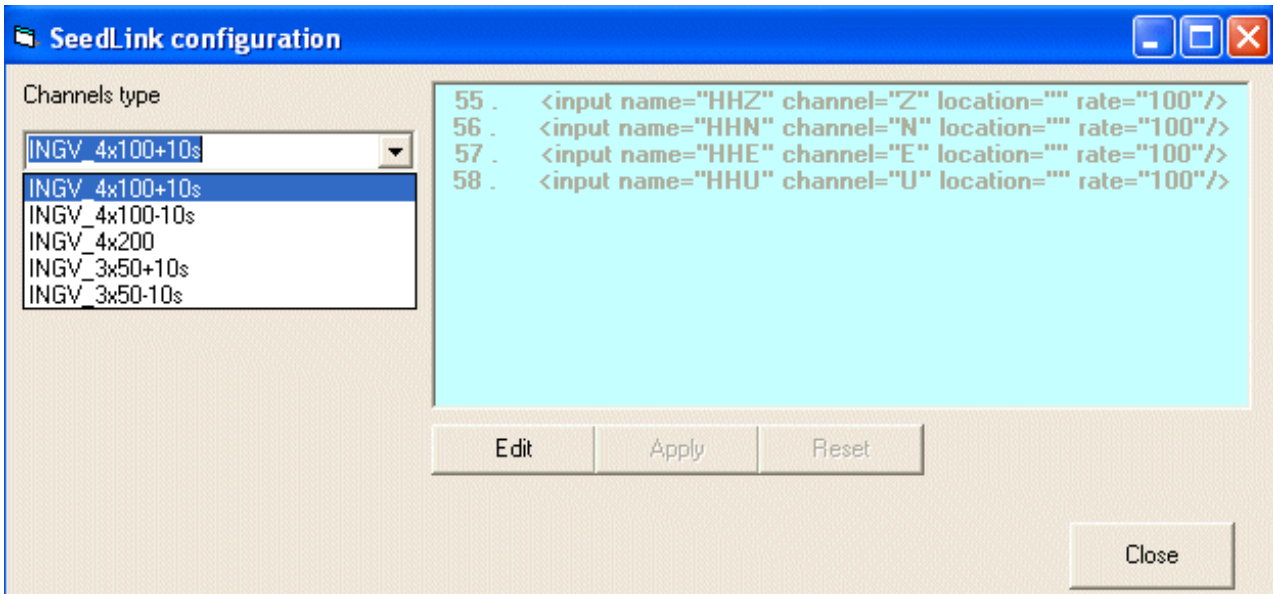 SeedLink configuration
Channels type
INGV_4x100+10s
INGV_4x100+10s
INGV_4x100-10s
INGV_4x200
INGV_3x50+10s
INGV_3x50-10s
55 . <input name="HHZ" channel="Z" location="" rate="100"/>
56 . <input name="HHN" channel="N" location="" rate="100"/>
57 . <input name="HHE" channel="E" location="" rate="100"/>
58 . <input name="HHU" channel="U" location="" rate="100"/>
Edit Apply Reset
Close